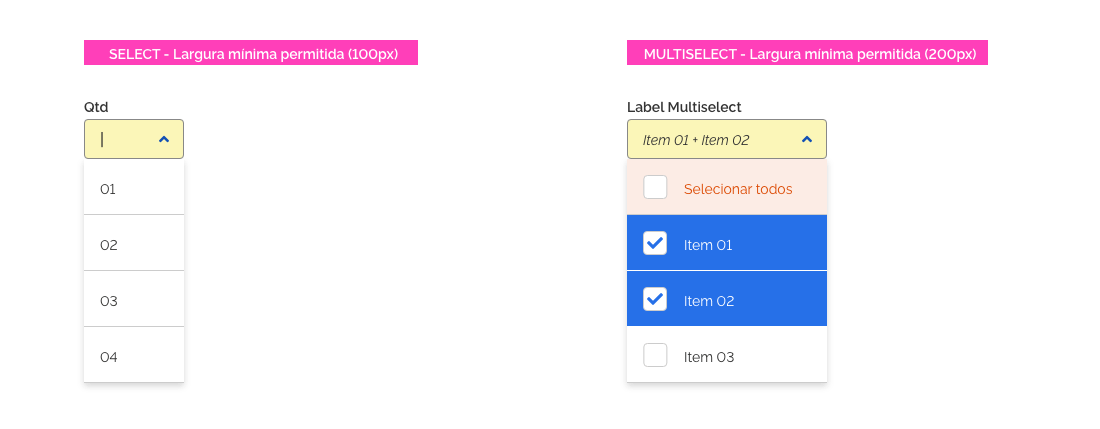 SELECT - Largura mínima permitida (100px)
Qtd
01
02
03
04
MULTISELECT - Largura mínima permitida (200px)
Label Multiselect
Item 01 + Item 02
Selecionar todos
Item 01
Item 02
Item 03